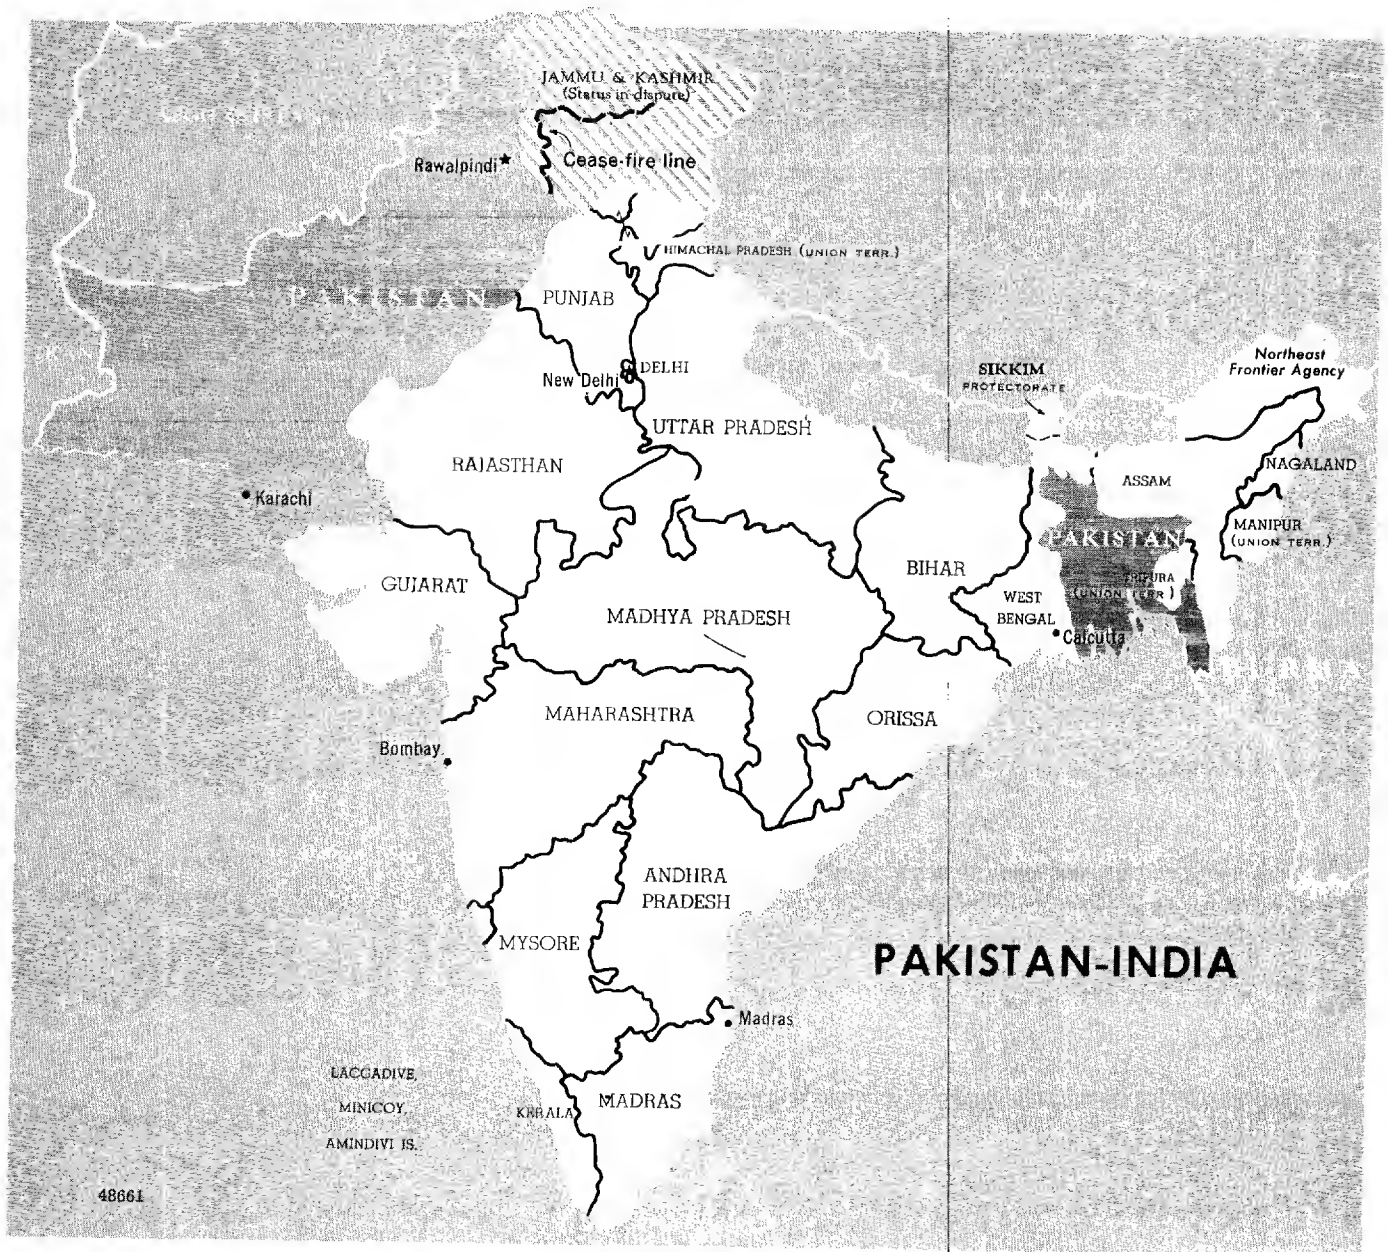 JAMMU & KASHMIR
(Status in dispute)
Rawalpindi
Cease-fire line
CHINA
HIMACHAL PRADESH (UNION TERR.)
PAKISTAN
PUNJAB
DELHI
New Delhi
Northeast
Frontier Agency
SIKKIM
PROTECTORATE
UTTAR PRADESH
RAJASTHAN
NAGALAND
ASSAM
Karachi
MANIPUR
(UNION TERR.)
PAKISTAN
BIHAR
TRIPURA
(UNION TERR.)
GUJARAT
WEST
BENGAL
MADHYA PRADESH
Calcutta
MAHARASHTRA
ORISSA
Bombay
ANDHRA
PRADESH
MYSORE
PAKISTAN-INDIA
Madras
LACCADIVE,
MINICOY,
AMINDIVI IS.
KERALA
MADRAS
48661